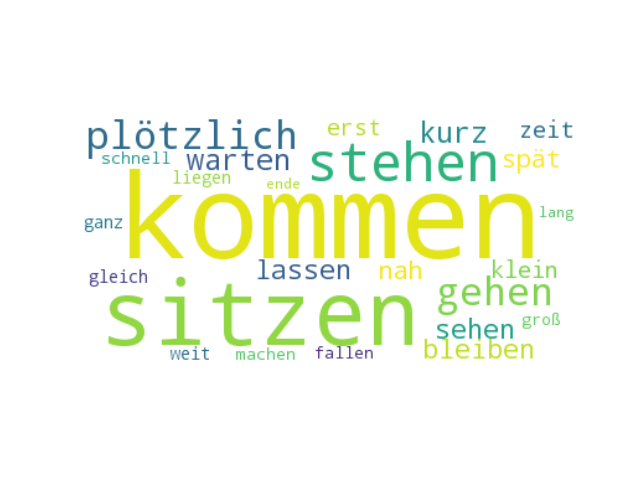 plötzlich erst kurz zeit
schnell warten stehen spät
liegen ende
kommen
ganz lang
gleich lassen nah klein
sitzen gehen
sehen groß
weit machen fallen bleiben